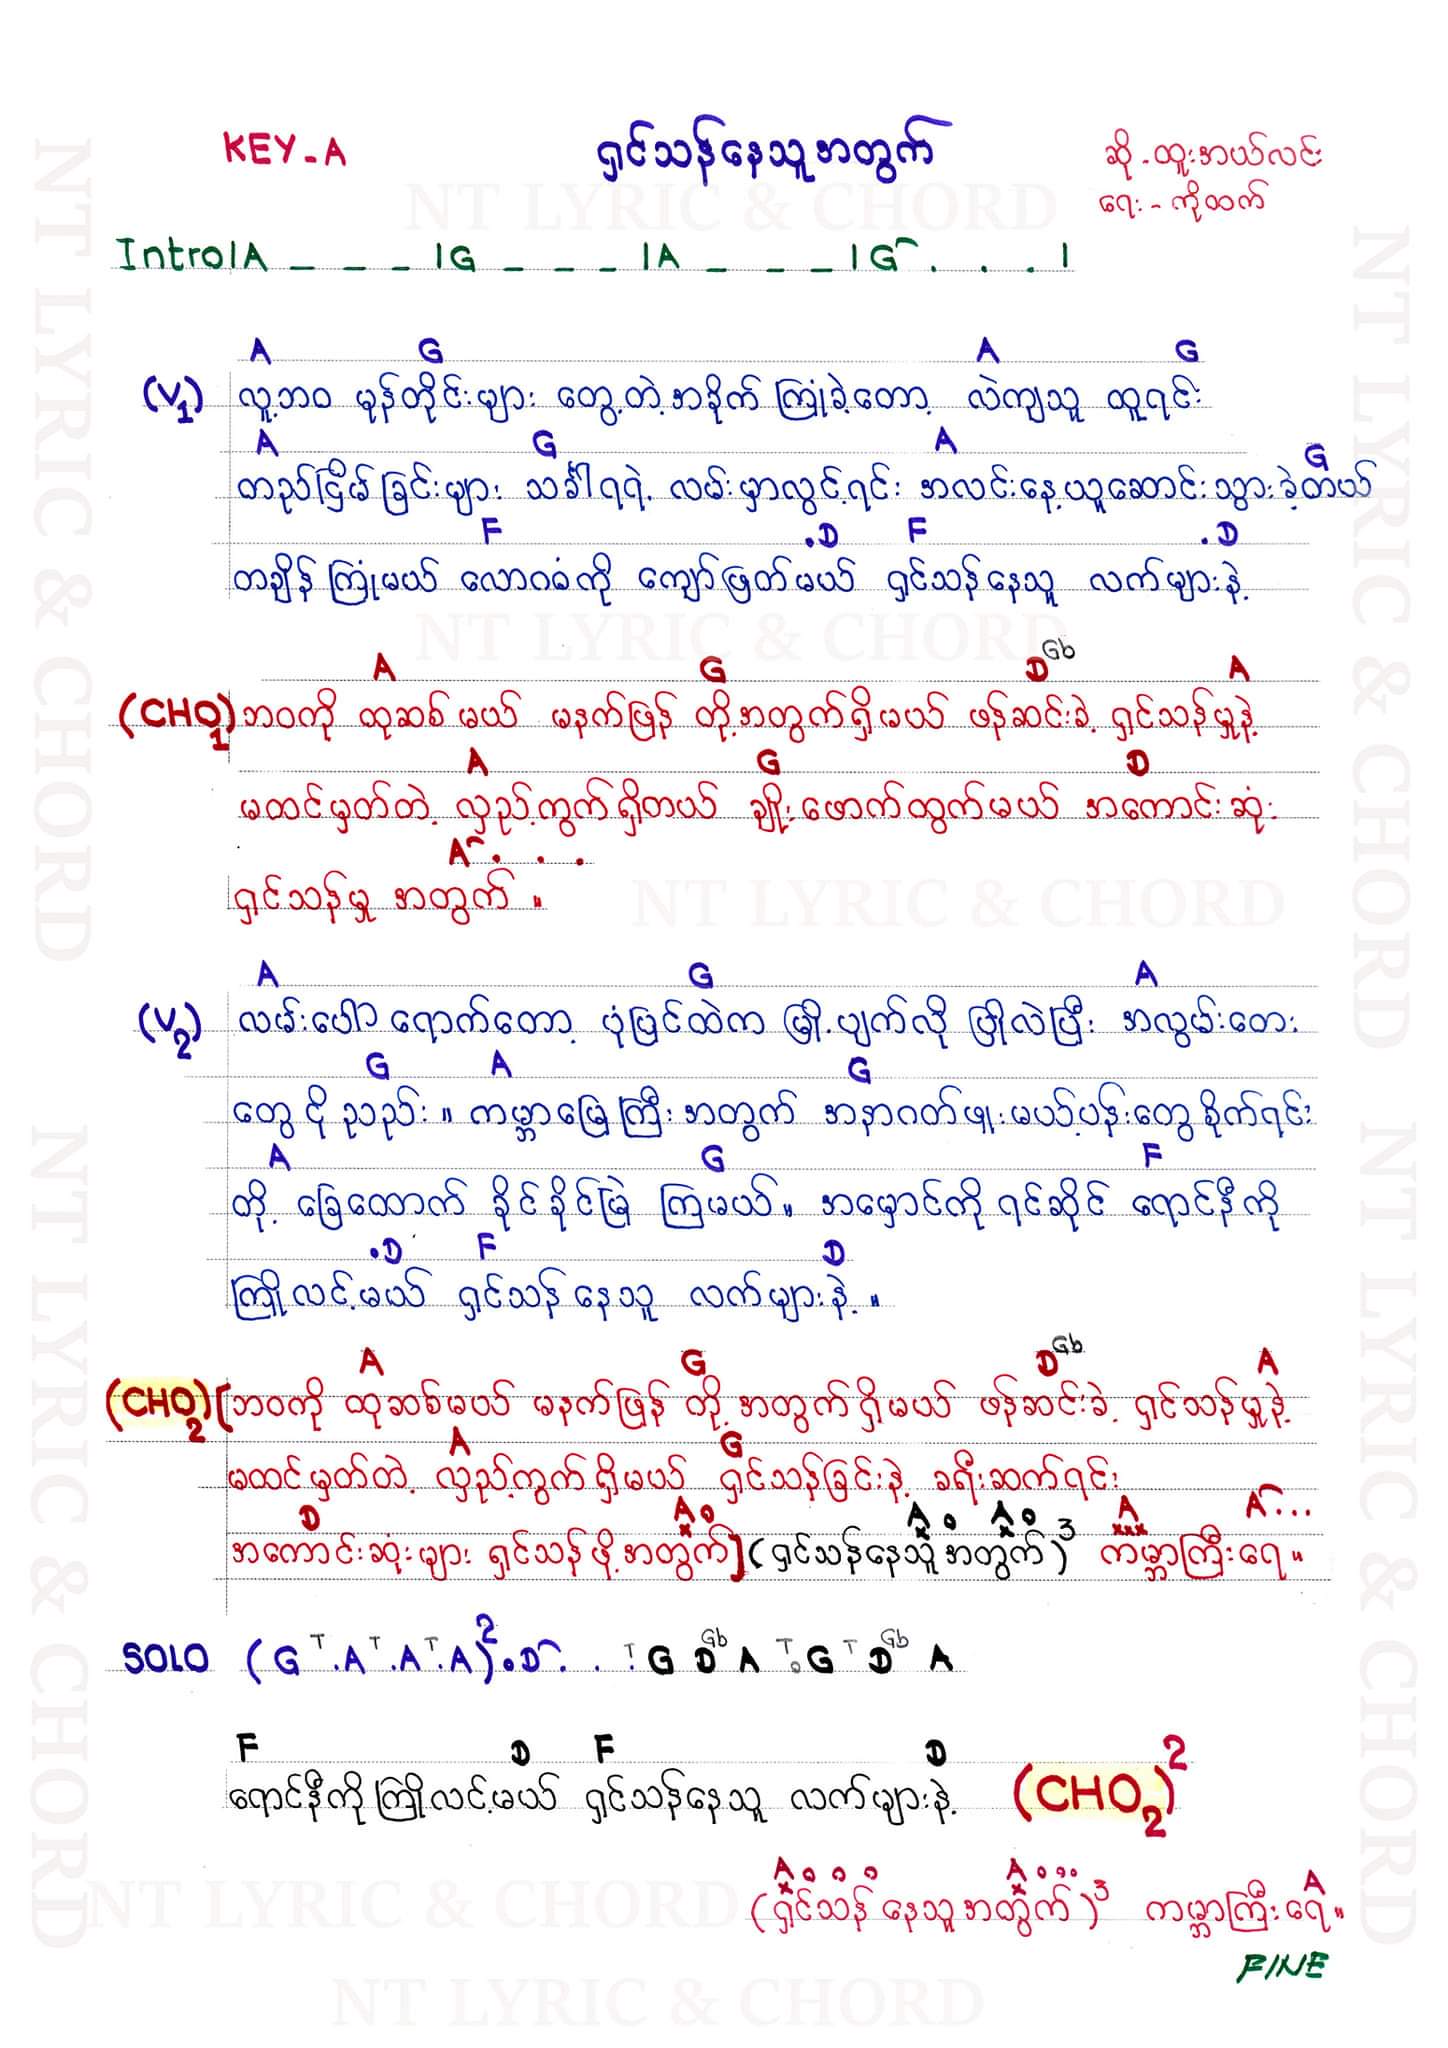 KEY - A
ရှင်သန်နေသူအတွက်
ဆို - ထူးအယ်လင်း
ရေး - ကိုထက်
Intro | A _ _ _ | G _ _ _ | A _ _ _ | G . . . |
A G A G
(V1) လူ့ဘဝ မုန်တိုင်းများ တွေ့တဲ့အခိုက် ကြုံခဲ့တော့ လဲကျသူ ထူရင်း
A G A G
တည်ငြိမ်ခြင်းများ သင်္ခါရရဲ့ လမ်းမှာလွင့်ရင်း အလင်းနေ့ယူဆောင်းသွားခဲ့တယ်
F .D F .D
တချိန်ကြုံမယ် လောဂဓံကို ကျော်ဖြတ်မယ် ရှင်သန်နေသူ လက်များနဲ့
A G D Gb A
(CHO1) ဘဝကို ထုဆစ်မယ် မနက်ဖြန် တို့အတွက်ရှိမယ် ဖန်ဆင်းခဲ့ ရှင်သန်မှုနဲ့
A G D
မထင်မှတ်တဲ့ လှည့်ကွက်ရှိတယ် ချိုးဖောက်ထွက်မယ် အကောင်းဆုံး
A . . .
ရှင်သန်မှု အတွက် ။
A G A
(V2) လမ်းပေါ်ရောက်တော့ ပုံပြင်ထဲက မြို့ပျက်လို ပြိုလဲပြီး အလွမ်းတေး
G A G
တွေ ငိုညည်း ။ ကမ္ဘာမြေကြီးအတွက် အနာဂတ်ဖူးမယ့်ပန်းတွေစိုက်ရင်း
A G F
တို့ ခြေထောက် ခိုင်ခိုင်မြဲ ကြမယ် ။ အမှောင်ကိုရင်ဆိုင် ရောင်နီကို
.D F D
ကြိုလင့်မယ် ရှင်သန်နေသူ လက်များနဲ့ ။
A G D Gb A
(CHO2) [ ဘဝကို ထုဆစ်မယ် မနက်ဖြန် တို့အတွက်ရှိမယ် ဖန်ဆင်းခဲ့ ရှင်သန်မှုနဲ့
A G
မထင်မှတ်တဲ့ လှည့်ကွက်ရှိမယ် ရှင်သန်ခြင်းနဲ့ ခရီးဆက်ရင်း
D A A A A A...
အကောင်းဆုံးများ ရှင်သန်ဖို့အတွက် ] ( ရှင်သန်နေသူအတွက် )3 ကမ္ဘာကြီးရေ ။
SOLO ( G T .A T .A T .A )2 .D . . T G D Gb A T G T D Gb A
F D F D
ရောင်နီကိုကြိုလင့်မယ် ရှင်သန်နေသူ လက်များနဲ့ (CHO2)2
A A A
( ရှင်သန်နေသူအတွက် )3 ကမ္ဘာကြီးရေ ။
FINE
NT LYRIC & CHORD